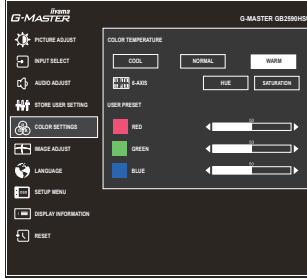 iiyama
G-MASTER
G-MASTER GB2590HS
PICTURE ADJUST
INPUT SELECT
AUDIO ADJUST
STORE USER SETTING
COLOR SETTINGS
IMAGE ADJUST
LANGUAGE
SETUP MENU
DISPLAY INFORMATION
RESET
COLOR TEMPERATURE
COOL NORMAL WARM
6-AXIS HUE SATURATION
USER PRESET
50
RED
50
GREEN
50
BLUE